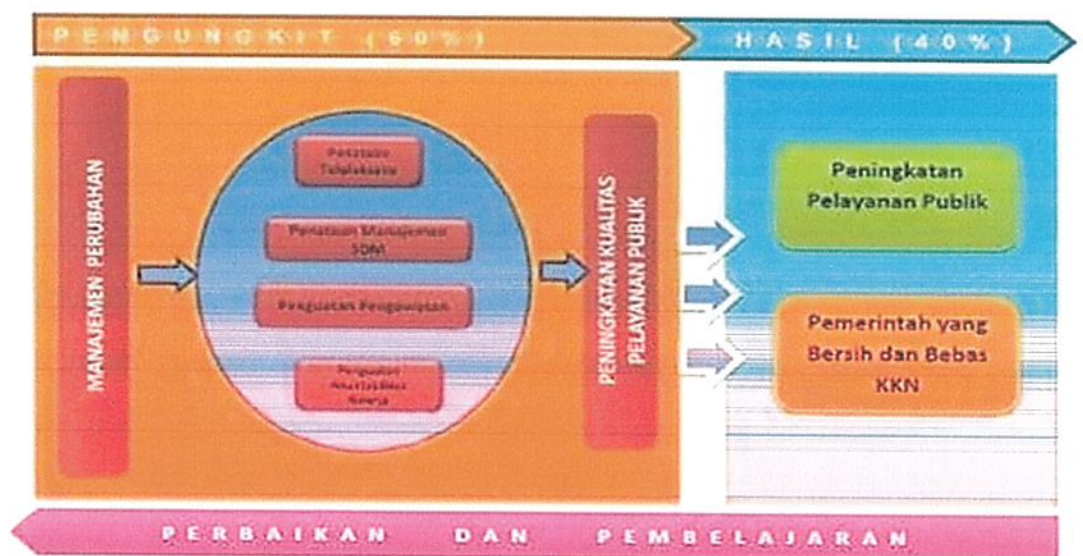 PENGUNGKIT (60%)
HASIL (40%)
MANAJEMEN PERUBAHAN
Penataan
Tatalaksana
Penataan Manajemen
SDM
Penguatan Pengawasan
Penguatan
Akuntabilitas
Kinerja
PENINGKATAN KUALITAS
PELAYANAN PUBLIK
Peningkatan
Pelayanan Publik
Pemerintah yang
Bersih dan Bebas
KKN
PERBAIKAN DAN PEMBELAJARAN